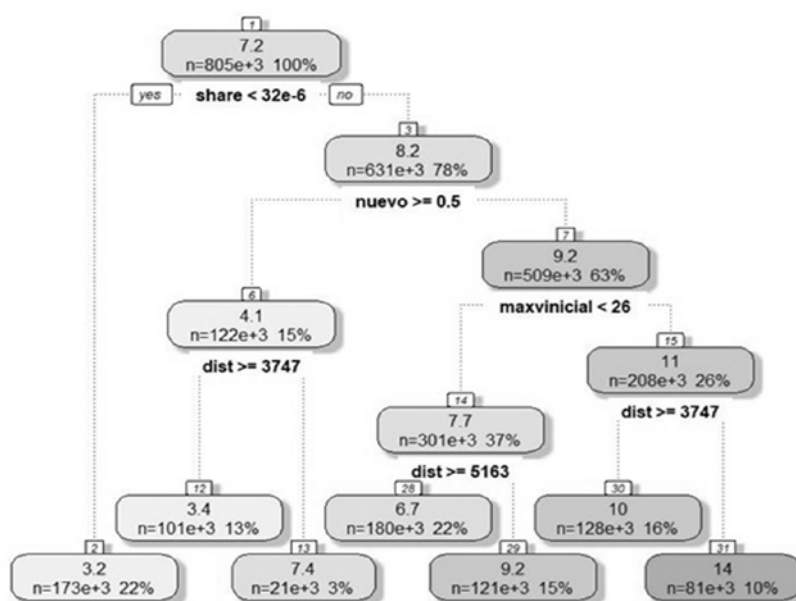 1
7.2
n=805e+3 100%
yes share < 32e-6 no
3
8.2
n=631e+3 78%
nuevo >= 0.5
7
9.2
n=509e+3 63%
maxvinicial < 26
6
4.1
n=122e+3 15%
dist >= 3747
15
11
n=208e+3 26%
dist >= 3747
14
7.7
n=301e+3 37%
dist >= 5163
12
3.4
n=101e+3 13%
28
6.7
n=180e+3 22%
30
10
n=128e+3 16%
2
3.2
n=173e+3 22%
13
7.4
n=21e+3 3%
29
9.2
n=121e+3 15%
31
14
n=81e+3 10%